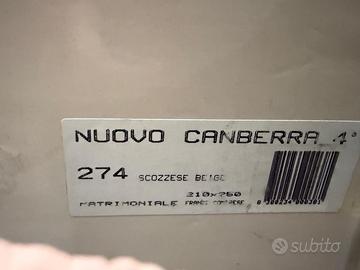 NUOVO CANBERRA 4°
274 SCOZZESE BEIGE
210x260
MATRIMONIALE
subito